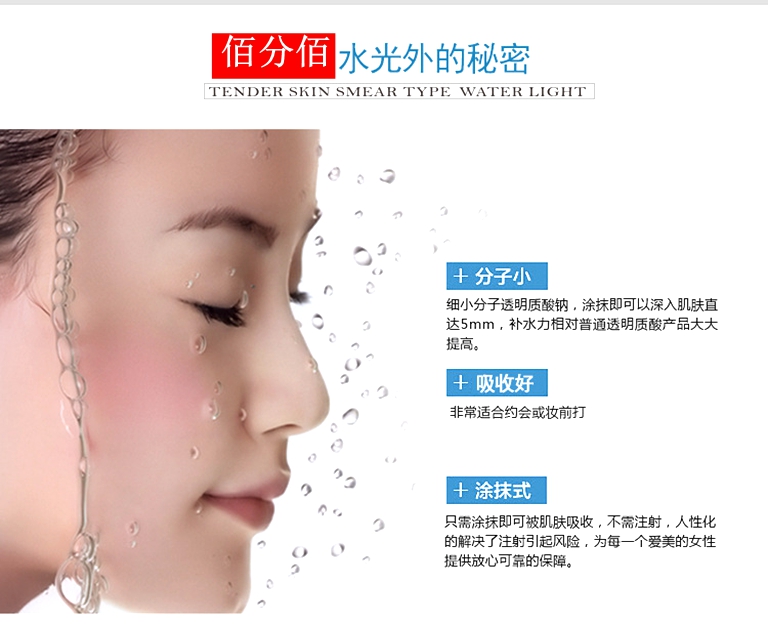 佰分佰水光外的秘密
TENDER SKIN SMEAR TYPE WATER LIGHT
+ 分子小
细小分子透明质酸钠，涂抹即可以深入肌肤直
达5mm，补水力相对普通透明质酸产品大大
提高。
+ 吸收好
非常适合约会或妆前打
+ 涂抹式
只需涂抹即可被肌肤吸收，不需注射，人性化
的解决了注射引起风险，为每一个爱美的女性
提供放心可靠的保障。